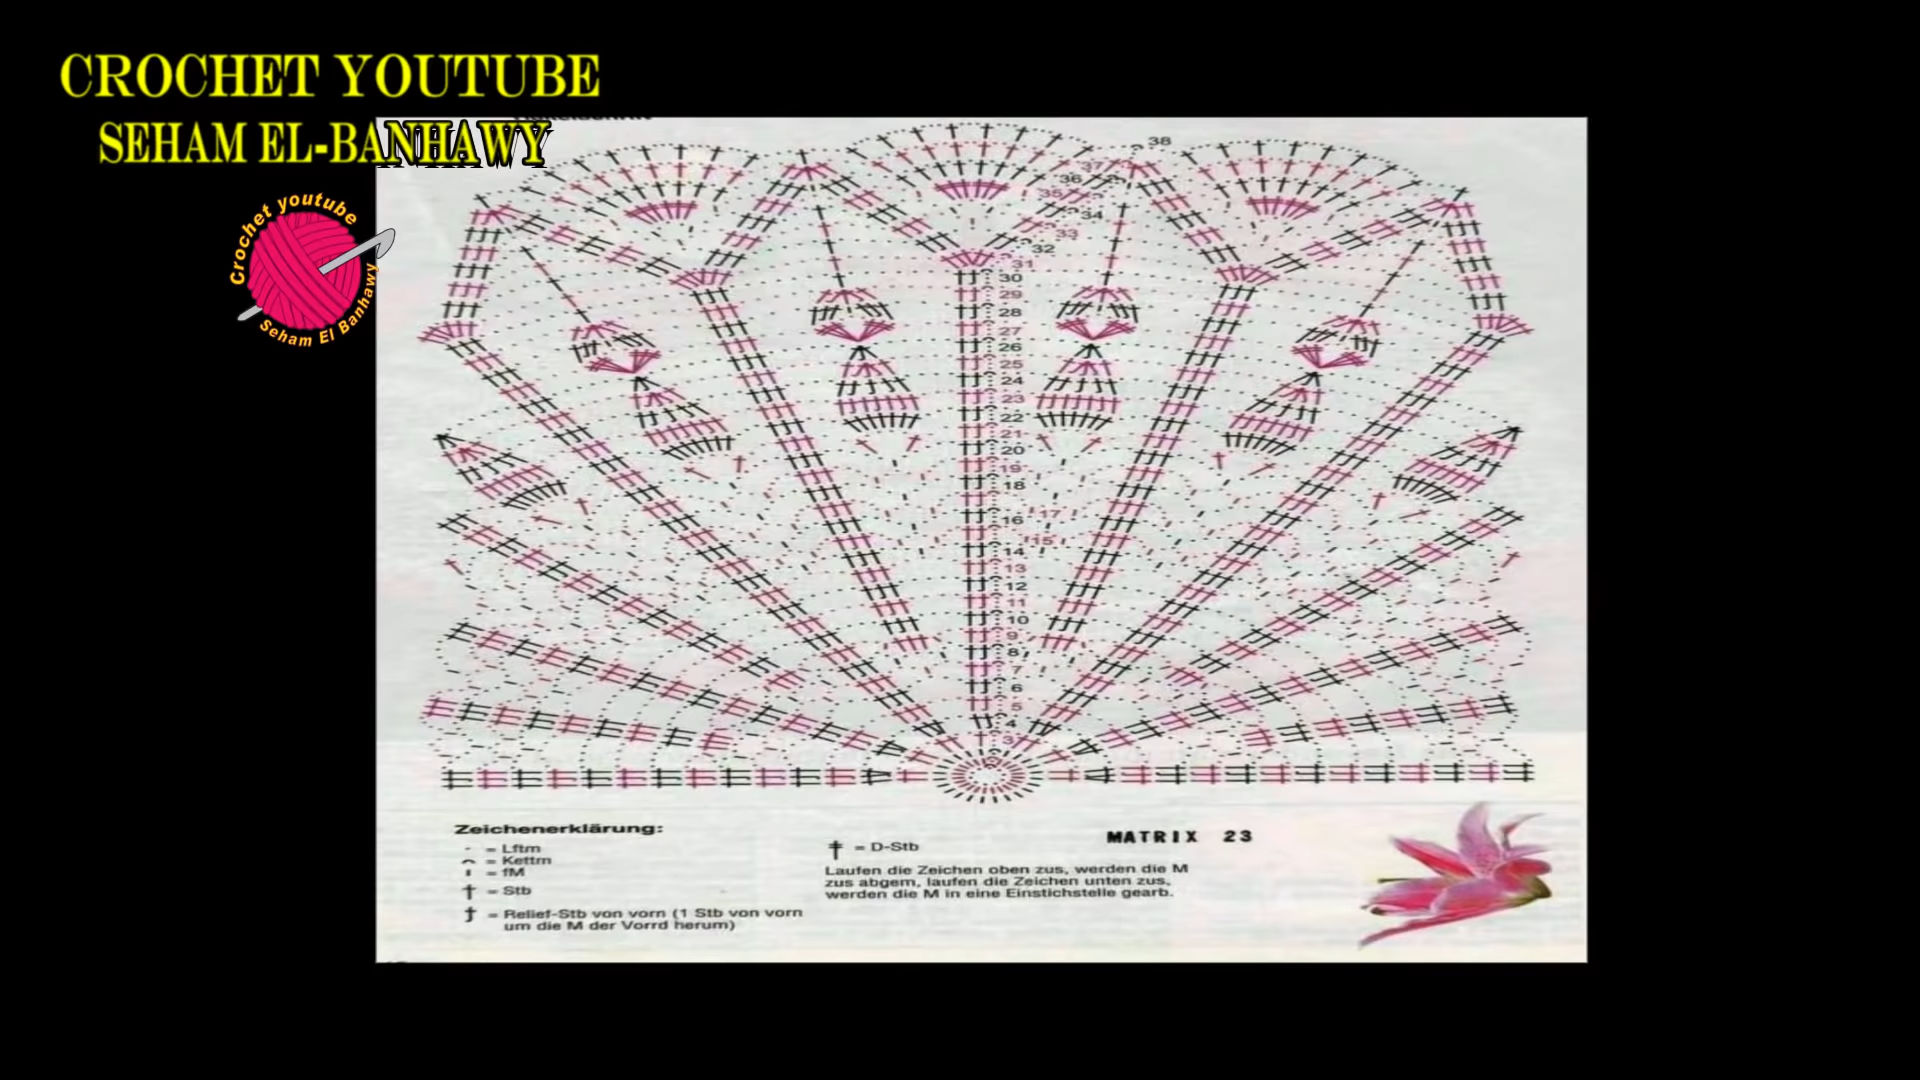 CROCHET YOUTUBE
SEHAM EL-BANHAWY
Crochet youtube
Seham El Banhawy
38
37
36
35
34
33
32
31
30
29
28
27
26
25
24
23
22
21
20
19
18
17
16
15
14
13
12
11
10
9
8
7
6
5
4
3
Zeichenerklärung:
· = Lftm
= Kettm
= fM
† = Stb
= Relief-Stb von vorn (1 Stb von vorn
um die M der Vorrd herum)
= D-Stb
Laufen die Zeichen oben zus, werden die M
zus abgem, laufen die Zeichen unten zus,
werden die M in eine Einstichstelle gearb.
MATRIX 23